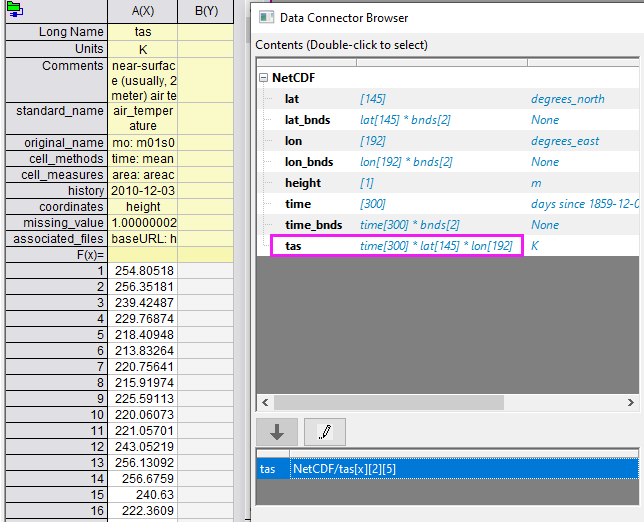 A(X) B(Y)
Long Name tas
Units K
Comments near-surfac
e (usually, 2
meter) air te
standard_name air_temper
ature
original_name mo: m01s0
cell_methods time: mean
cell_measures area: areac
history 2010-12-03
coordinates height
missing_value 1.00000002
associated_files baseURL: h
F(x)=
1 254.80518
2 256.35181
3 239.42487
4 229.76874
5 218.40948
6 213.83264
7 220.75641
8 215.91974
9 225.59113
10 220.06073
11 221.05701
12 243.05219
13 256.13092
14 256.6759
15 240.63
16 222.3609
Data Connector Browser
Contents (Double-click to select)
NetCDF
lat [145] degrees_north
lat_bnds lat[145] * bnds[2] None
lon [192] degrees_east
lon_bnds lon[192] * bnds[2] None
height [1] m
time [300] days since 1859-12-0
time_bnds time[300] * bnds[2] None
tas time[300] * lat[145] * lon[192] K
tas NetCDF/tas[x][2][5]